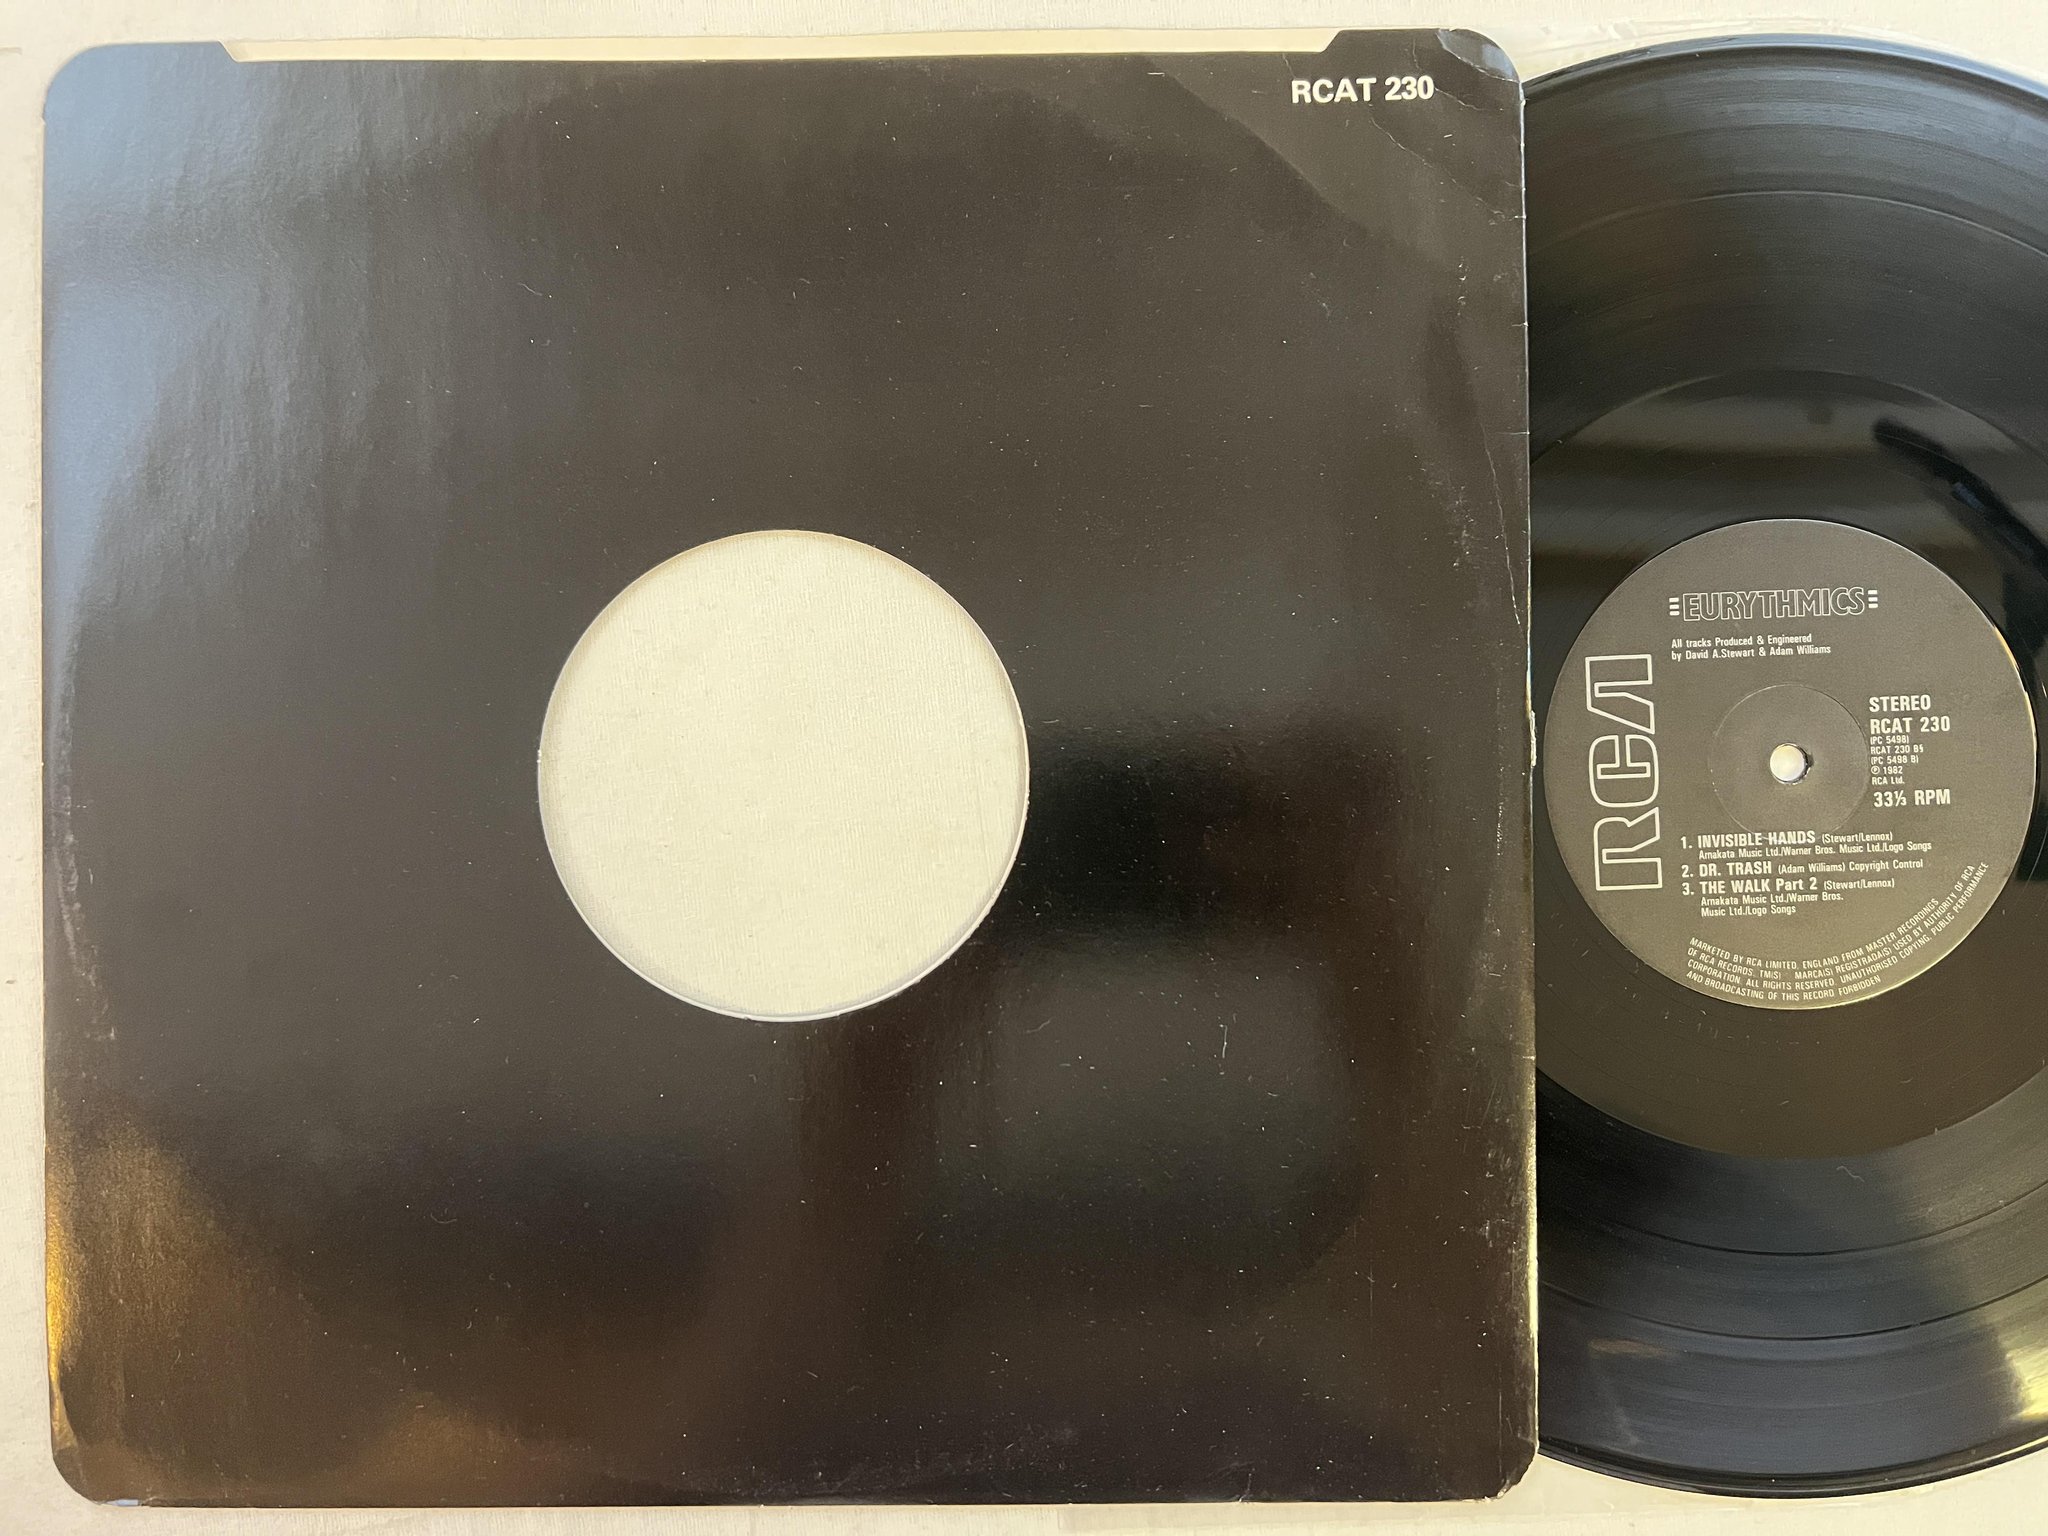 RCAT 230
EURYTHMICS
All tracks Produced & Engineered
by David A.Stewart & Adam Williams
RCA
STEREO
RCAT 230
(PC 5498)
RCAT 230 B§
(PC 5498 B)
℗ 1982
RCA Ltd.
33⅓ RPM
1. INVISIBLE HANDS (Stewart/Lennox)
Arnakata Music Ltd./Warner Bros. Music Ltd./Logo Songs
2. DR. TRASH (Adam Williams) Copyright Control
3. THE WALK Part 2 (Stewart/Lennox)
Arnakata Music Ltd./Warner Bros.
Music Ltd./Logo Songs
MARKETED BY RCA LIMITED, ENGLAND FROM MASTER RECORDINGS
OF RCA RECORDS. TM(S) MARCA(S) REGISTRADA(S) USED BY AUTHORITY OF RCA
CORPORATION. ALL RIGHTS RESERVED. UNAUTHORISED COPYING, PUBLIC PERFORMANCE
AND BROADCASTING OF THIS RECORD FORBIDDEN